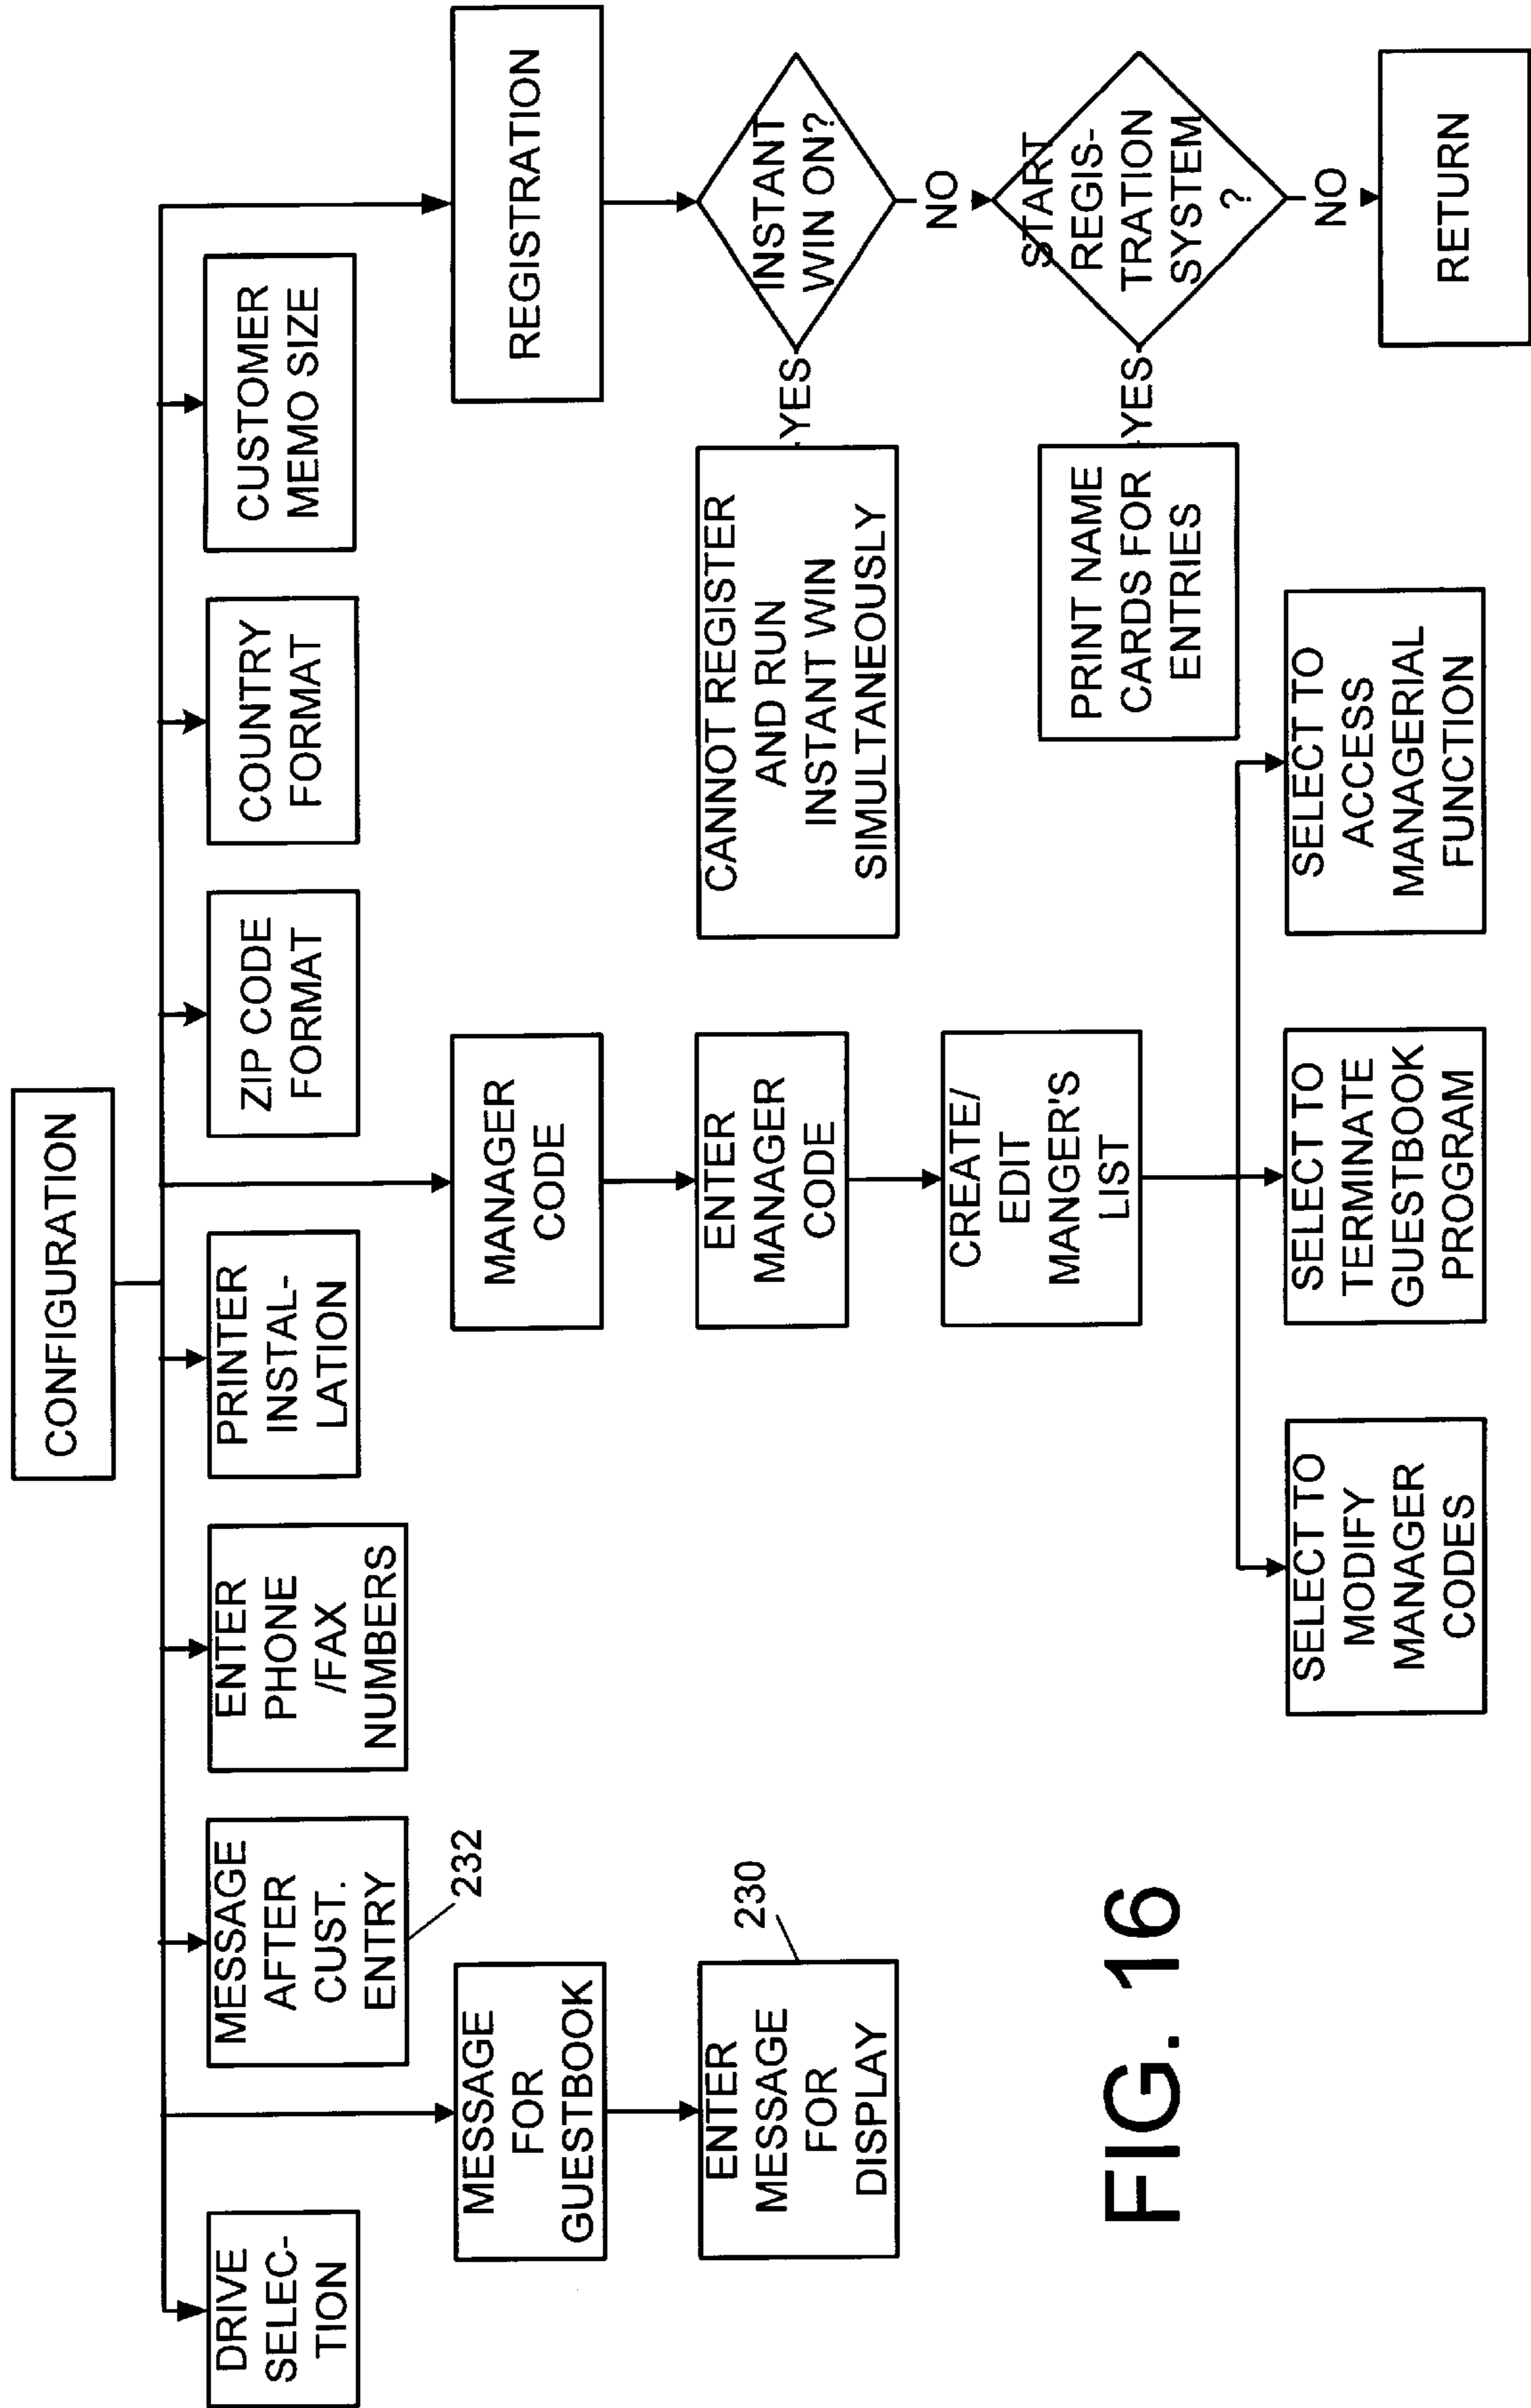 CONFIGURATION
DRIVE
SELEC-
TION
MESSAGE
AFTER
CUST.
ENTRY
232
ENTER
PHONE
/FAX
NUMBERS
PRINTER
INSTAL-
LATION
ZIP CODE
FORMAT
COUNTRY
FORMAT
CUSTOMER
MEMO SIZE
MESSAGE
FOR
GUESTBOOK
ENTER
MESSAGE
FOR
DISPLAY
230
MANAGER
CODE
ENTER
MANAGER
CODE
CREATE/
EDIT
MANGER'S
LIST
SELECT TO
MODIFY
MANAGER
CODES
SELECT TO
TERMINATE
GUESTBOOK
PROGRAM
SELECT TO
ACCESS
MANAGERIAL
FUNCTION
REGISTRATION
INSTANT
WIN ON?
YES
CANNOT REGISTER
AND RUN
INSTANT WIN
SIMULTANEOUSLY
NO
START
REGIS-
TRATION
SYSTEM
?
YES
PRINT NAME
CARDS FOR
ENTRIES
NO
RETURN
FIG. 16